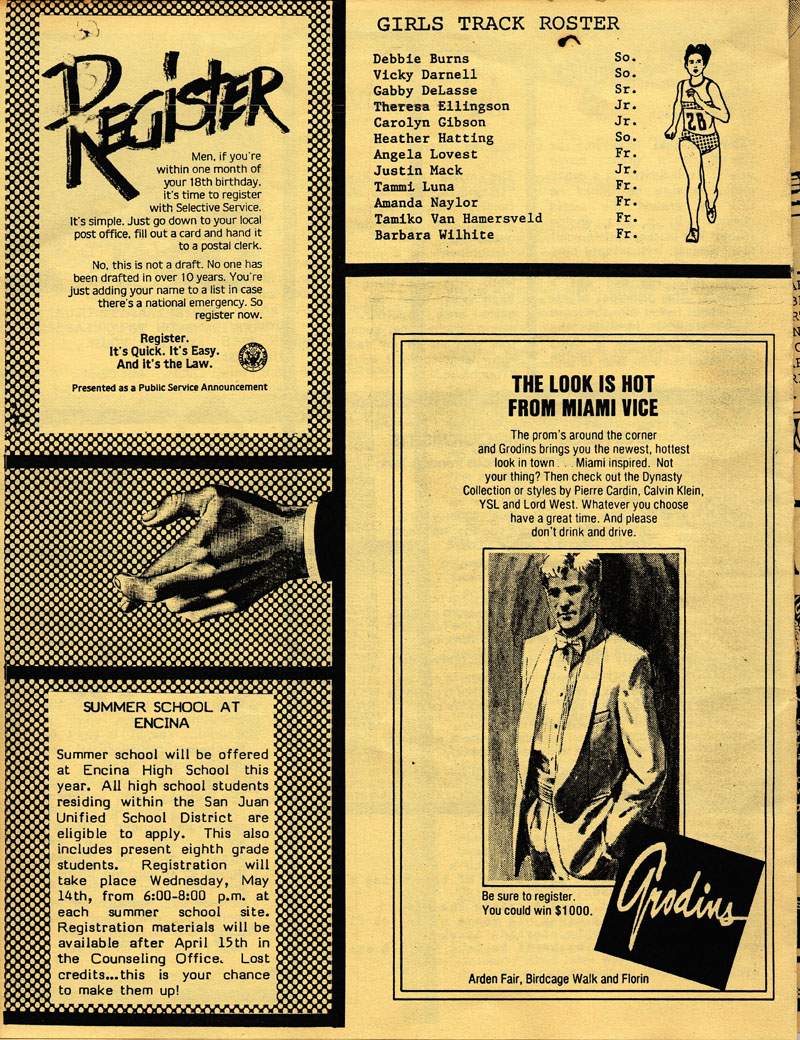 REGISTER
Men, if you're
within one month of
your 18th birthday,
it's time to register
with Selective Service.
It's simple. Just go down to your local
post office, fill out a card and hand it
to a postal clerk.
No, this is not a draft. No one has
been drafted in over 10 years. You're
just adding your name to a list in case
there's a national emergency. So
register now.
Register.
It's Quick. It's Easy.
And it's the Law.
Presented as a Public Service Announcement
SUMMER SCHOOL AT
ENCINA
Summer school will be offered
at Encina High School this
year. All high school students
residing within the San Juan
Unified School District are
eligible to apply. This also
includes present eighth grade
students. Registration will
take place Wednesday, May
14th, from 6:00-8:00 p.m. at
each summer school site.
Registration materials will be
available after April 15th in
the Counseling Office. Lost
credits...this is your chance
to make them up!
GIRLS TRACK ROSTER
Debbie Burns So.
Vicky Darnell So.
Gabby DeLasse Sr.
Theresa Ellingson Jr.
Carolyn Gibson Jr.
Heather Hatting So.
Angela Lovest Fr.
Justin Mack Jr.
Tammi Luna Fr.
Amanda Naylor Fr.
Tamiko Van Hamersveld Fr.
Barbara Wilhite Fr.
28
THE LOOK IS HOT
FROM MIAMI VICE
The prom's around the corner
and Grodins brings you the newest, hottest
look in town . . . Miami inspired. Not
your thing? Then check out the Dynasty
Collection or styles by Pierre Cardin, Calvin Klein,
YSL and Lord West. Whatever you choose
have a great time. And please
don't drink and drive.
Be sure to register.
You could win $1000.
Grodins
Arden Fair, Birdcage Walk and Florin